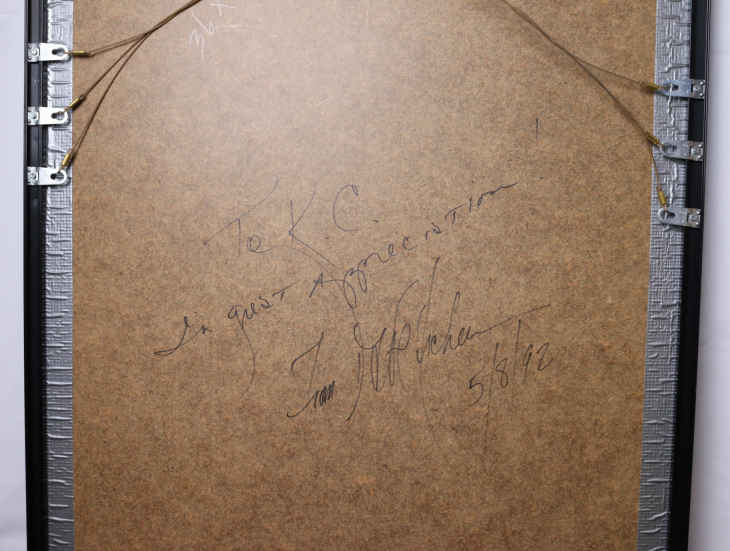 To K.C.
In great Appreciation!
5/8/92